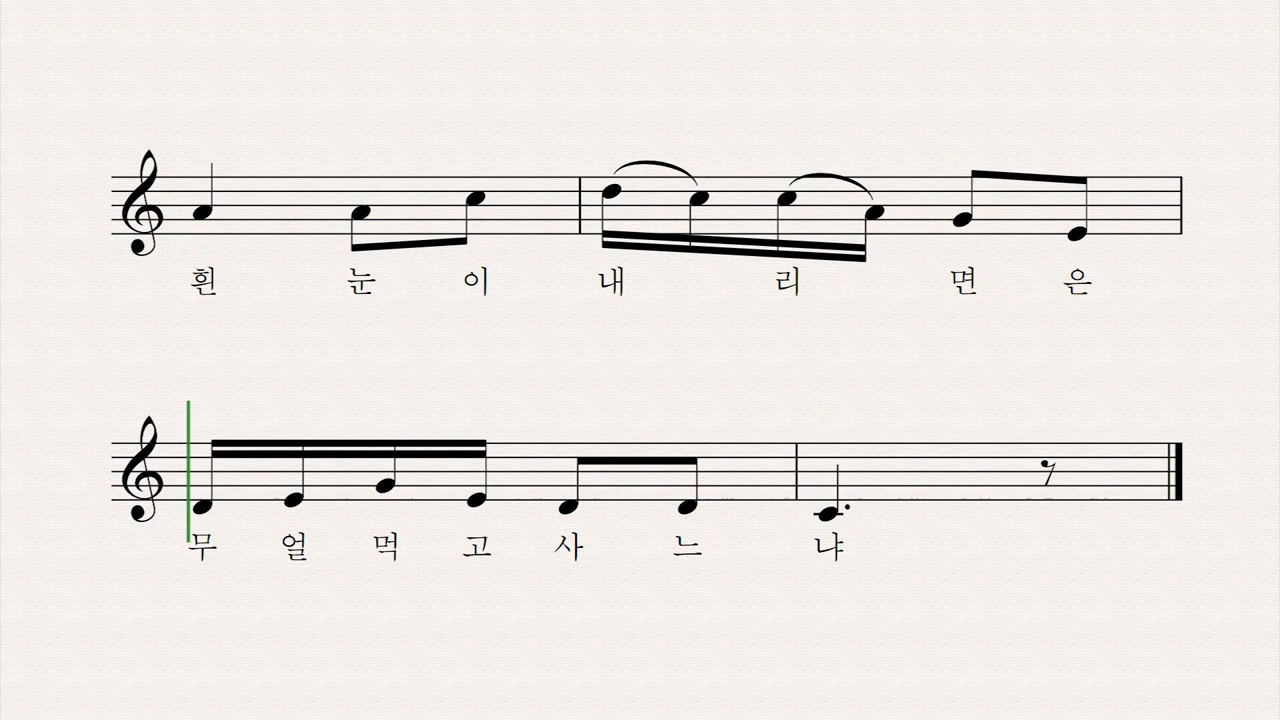 흰 눈 이 내 리 면 은
무 얼 먹 고 사 느 냐